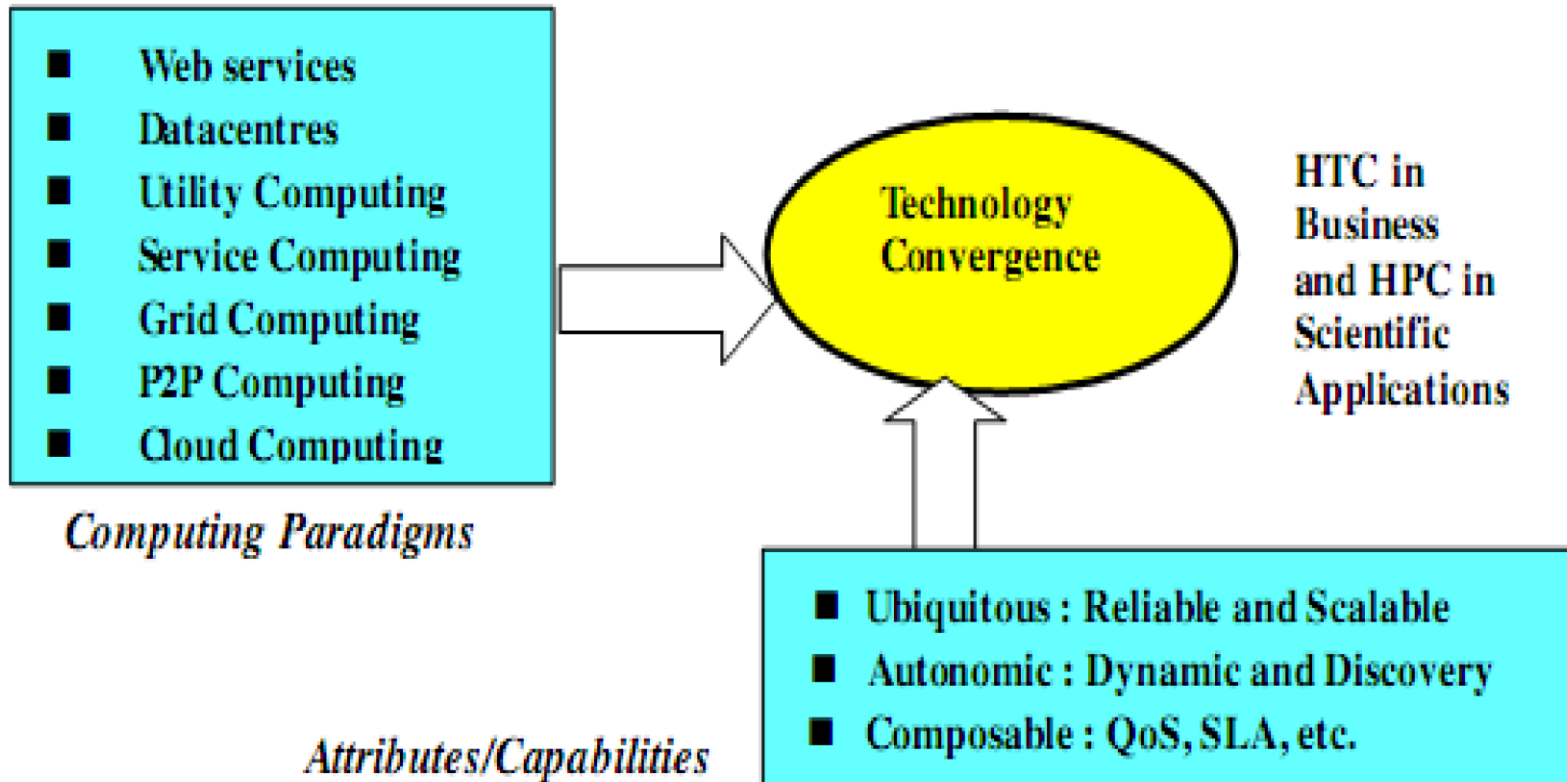 Web services
Datacentres
Utility Computing
Service Computing
Grid Computing
P2P Computing
Cloud Computing
Computing Paradigms
Technology
Convergence
HTC in
Business
and HPC in
Scientific
Applications
Ubiquitous : Reliable and Scalable
Autonomic : Dynamic and Discovery
Composable : QoS, SLA, etc.
Attributes/Capabilities